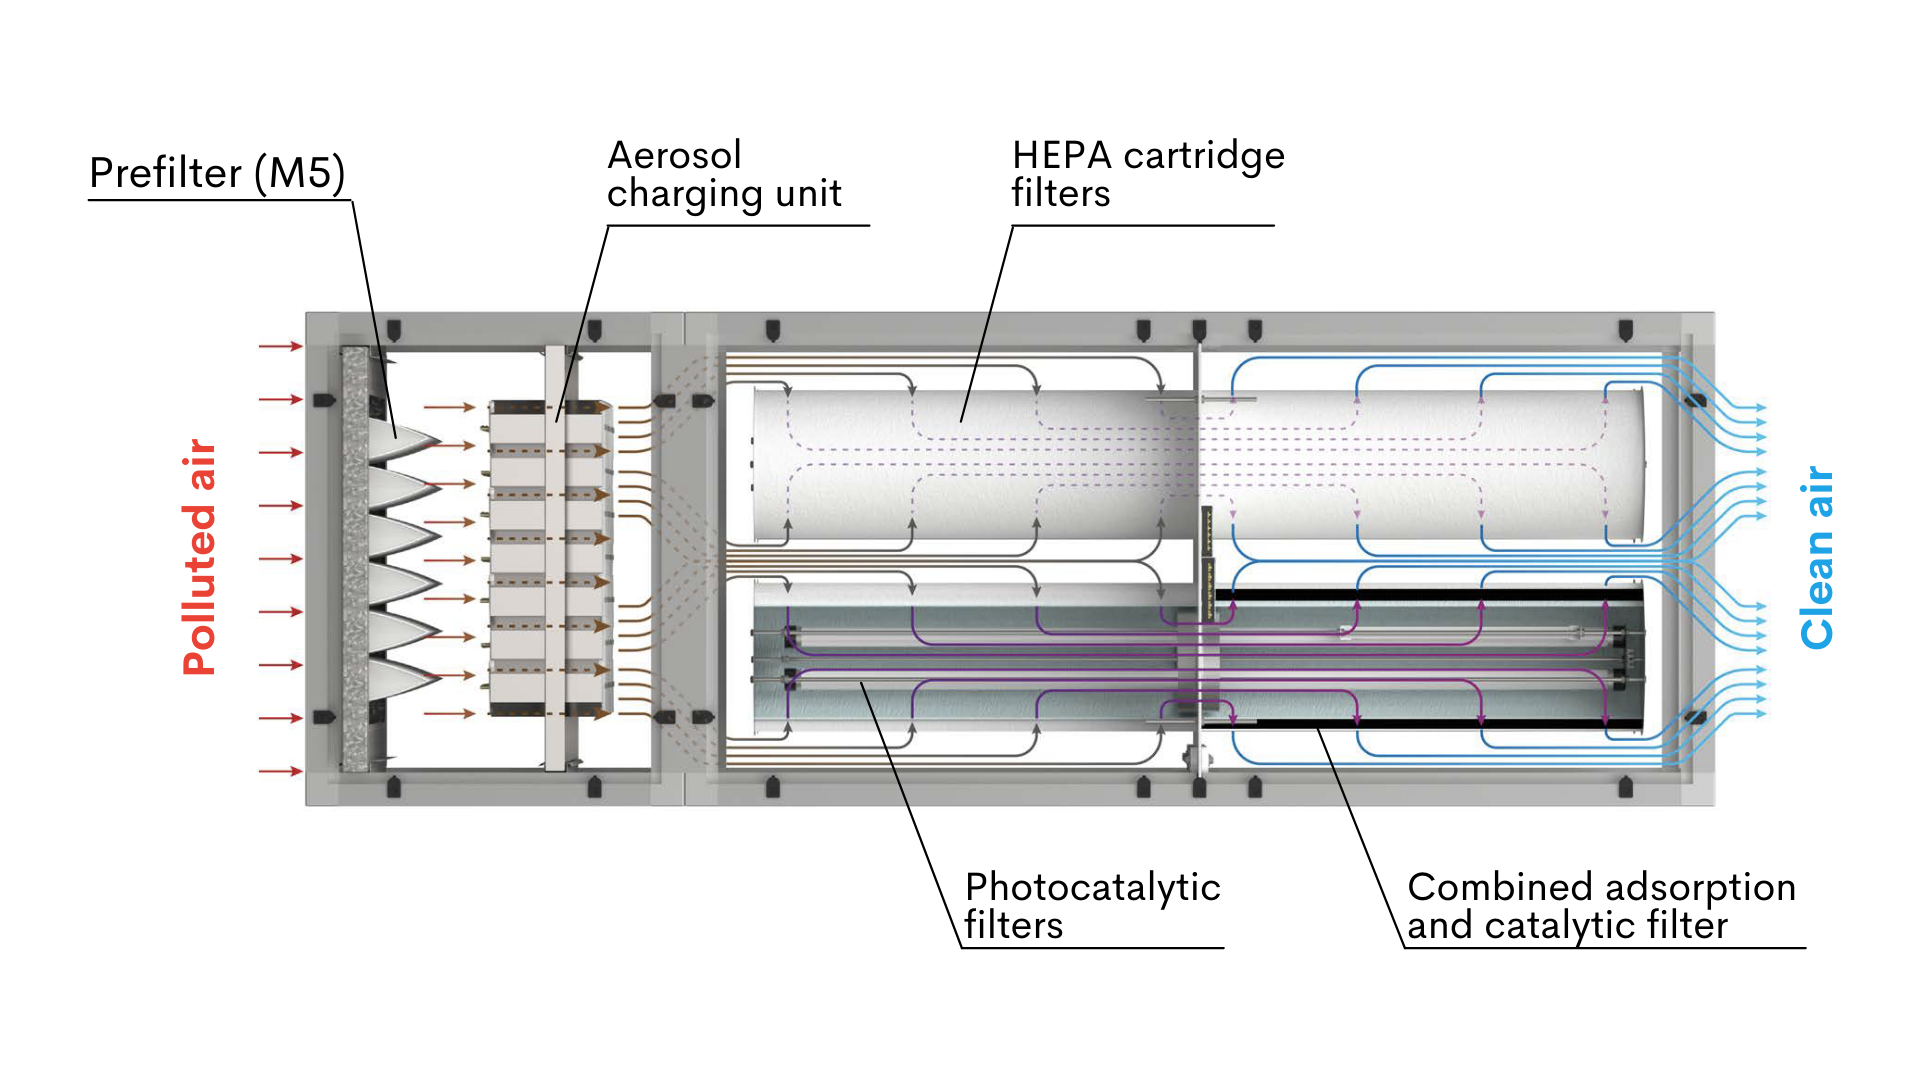 Prefilter (M5)
Aerosol
charging unit
HEPA cartridge
filters
Polluted air
Clean air
Photocatalytic
filters
Combined adsorption
and catalytic filter